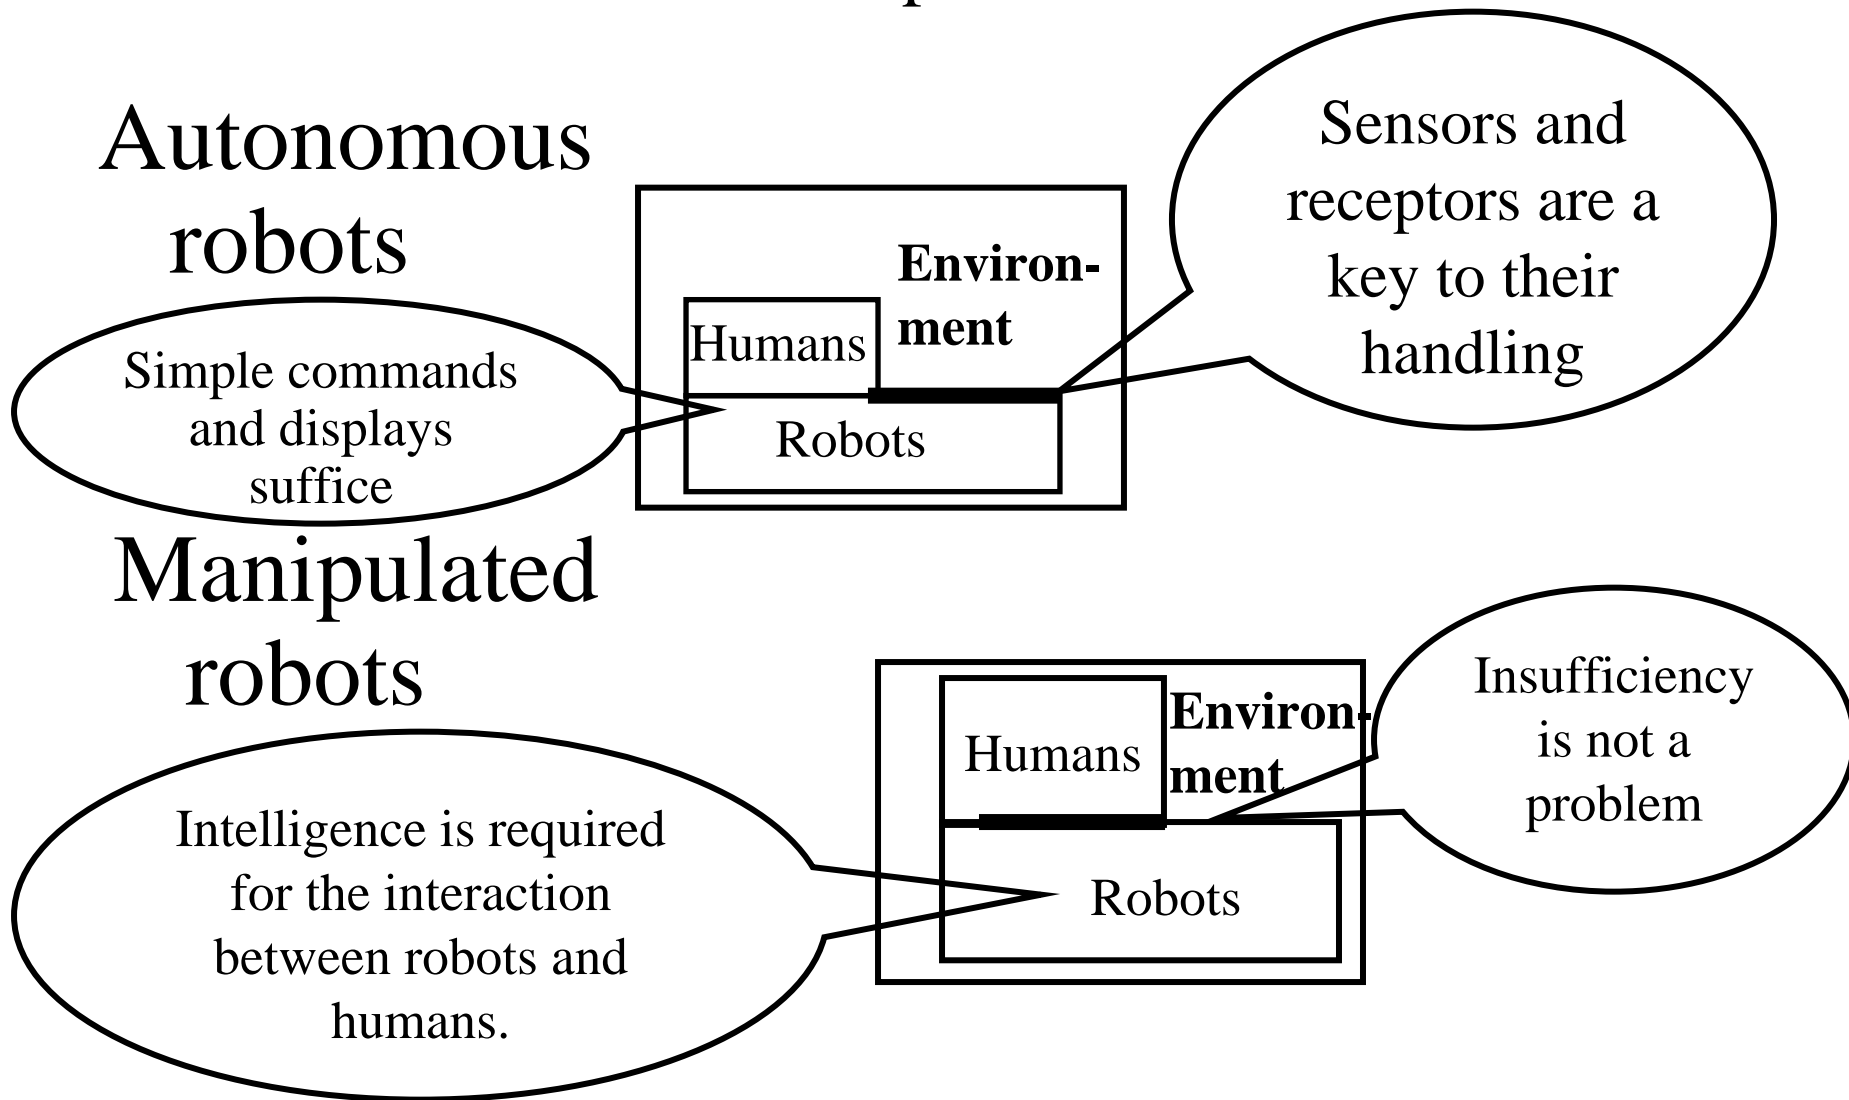 Autonomous
robots
Sensors and
receptors are a
key to their
handling
Environ-
ment
Humans
Robots
Simple commands
and displays
suffice
Manipulated
robots
Insufficiency
is not a
problem
Environ-
ment
Humans
Robots
Intelligence is required
for the interaction
between robots and
humans.